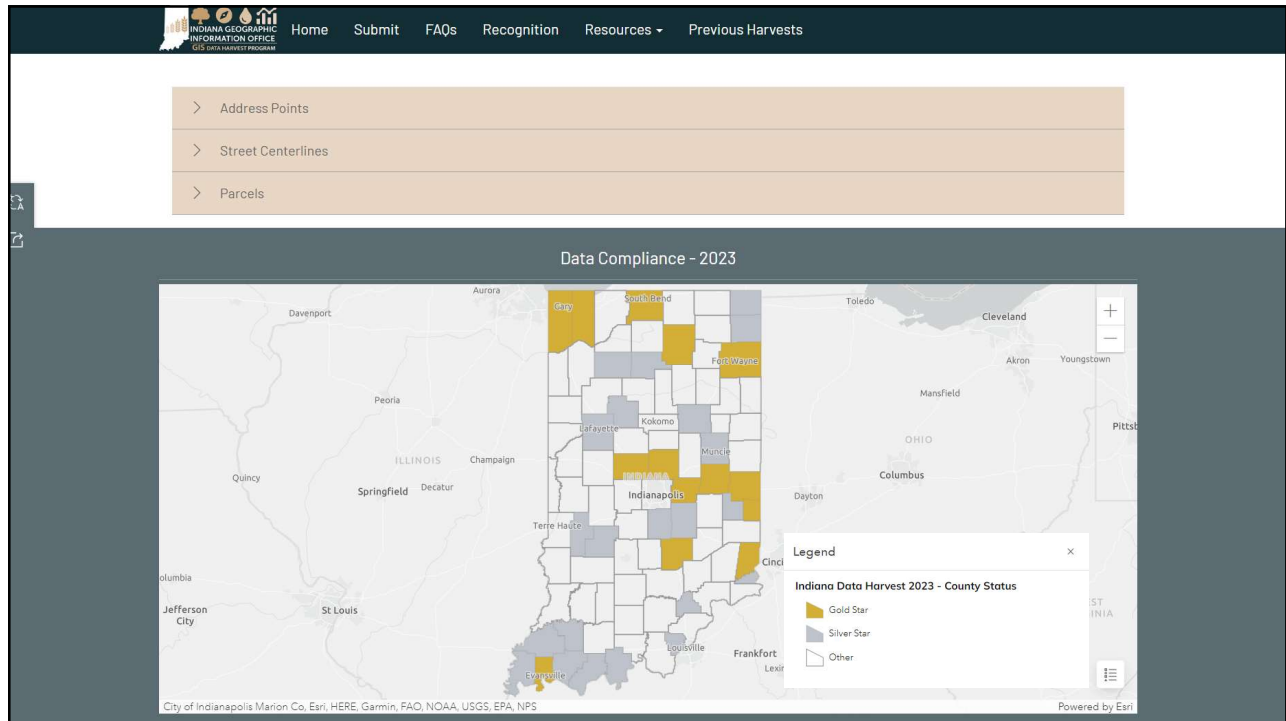 INDIANA GEOGRAPHIC
INFORMATION OFFICE
GIS DATA HARVEST PROGRAM
Home Submit FAQs Recognition Resources Previous Harvests
Address Points
Street Centerlines
Parcels
Data Compliance - 2023
Aurora
Gary
South Bend
Toledo
Davenport
Cleveland
Fort Wayne
Akron
Youngstown
Peoria
Mansfield
Lafayette
Kokomo
Pittsb
OHIO
Muncie
ILLINOIS
Champaign
Columbus
Quincy
INDIANA
Springfield
Decatur
Indianapolis
Dayton
Terre Haute
Cinci
olumbia
Jefferson
City
St Louis
Louisville
Frankfort
Lexin
Evansville
ST
INIA
Legend
Indiana Data Harvest 2023 - County Status
Gold Star
Silver Star
Other
City of Indianapolis Marion Co, Esri, HERE, Garmin, FAO, NOAA, USGS, EPA, NPS
Powered by Esri